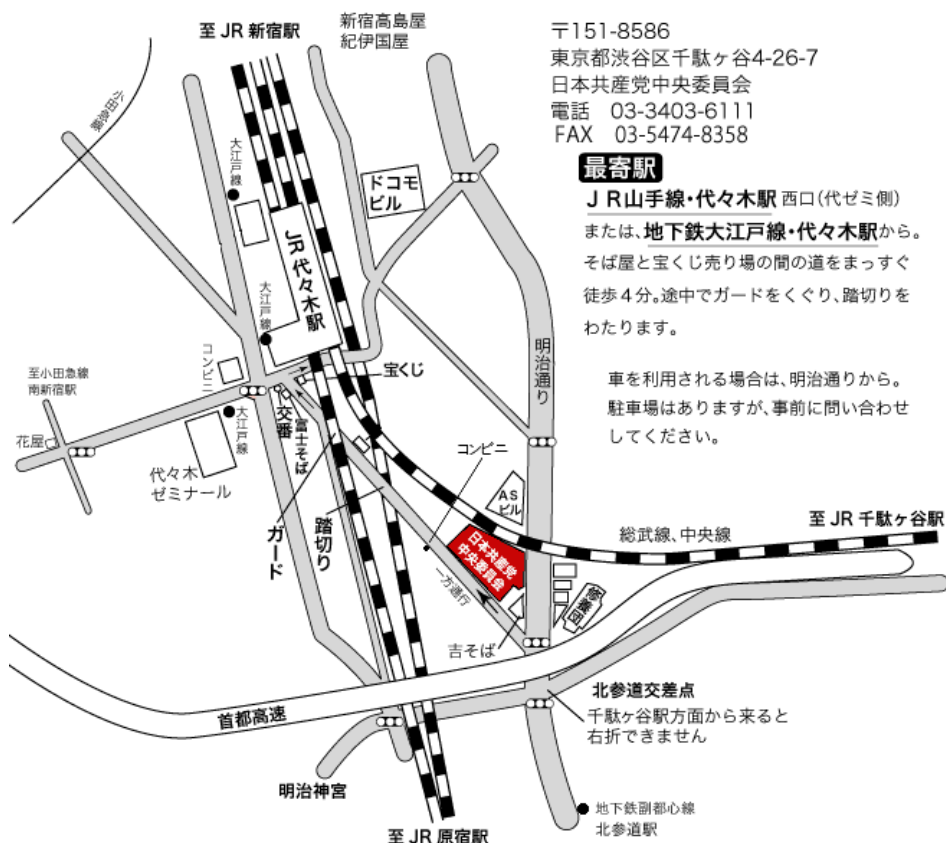 至JR新宿駅
新宿高島屋
紀伊国屋
〒151-8586
東京都渋谷区千駄ヶ谷4-26-7
日本共産党中央委員会
電話 03-3403-6111
FAX 03-5474-8358
最寄駅
JR山手線・代々木駅 西口(代ゼミ側)
または、地下鉄大江戸線・代々木駅から。
そば屋と宝くじ売り場の間の道をまっすぐ
徒歩4分。途中でガードをくぐり、踏切りを
わたります。
車を利用される場合は、明治通りから。
駐車場はありますが、事前に問い合わせ
してください。
小田急線
大江戸線
ドコモ
ビル
JR代々木駅
大江戸線
明治通り
コンビニ
至小田急線
南新宿駅
宝くじ
花屋
大江戸線
交番
富士そば
代々木
ゼミナール
コンビニ
ASビル
ガード
踏切り
至JR千駄ヶ谷駅
総武線、中央線
日本共産党
中央委員会
一方通行
修養団
吉そば
首都高速
北参道交差点
千駄ヶ谷駅方面から来ると
右折できません
明治神宮
地下鉄副都心線
北参道駅
至JR原宿駅